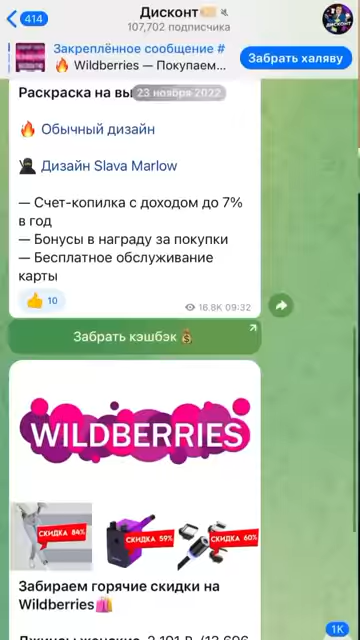 414
Дисконт
107,702 подписчика
дисконт
Закреплённое сообщение #
🔥 Wildberries — Покупаем...
Забрать халяву
Раскраска на вы
23 ноября 2022
🔥 Обычный дизайн
🥷 Дизайн Slava Marlow
— Счет-копилка с доходом до 7%
в год
— Бонусы в награду за покупки
— Бесплатное обслуживание
карты
👍 10
16.8K 09:32
Забрать кэшбэк 💰
WILDBERRIES
СКИДКА 84%
СКИДКА 59%
СКИДКА 60%
Забираем горячие скидки на
Wildberries🛍
1K